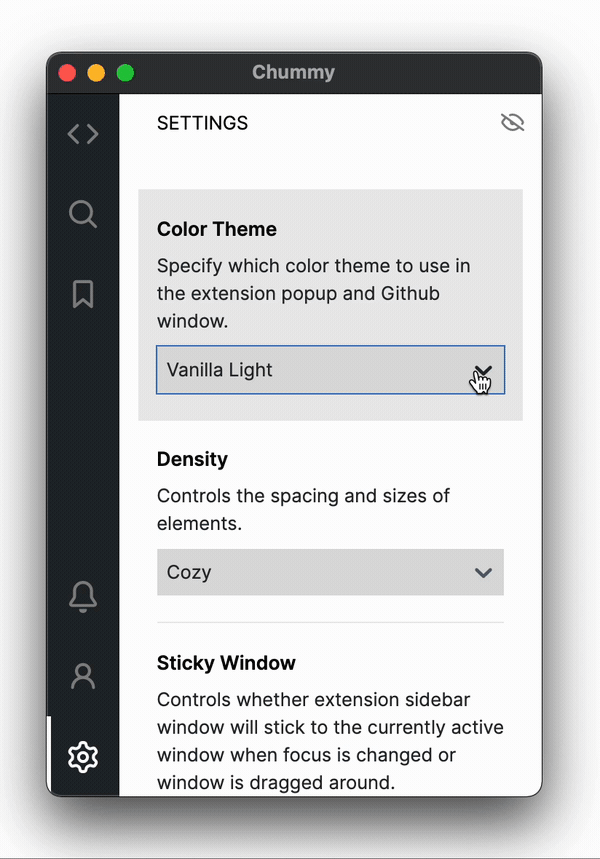 Chummy
SETTINGS
Color Theme
Specify which color theme to use in
the extension popup and Github
window.
Vanilla Light
Density
Controls the spacing and sizes of
elements.
Cozy
Sticky Window
Controls whether extension sidebar
window will stick to the currently active
window when focus is changed or
window is dragged around.